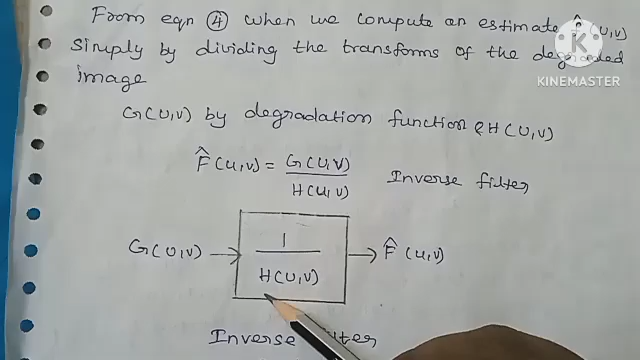 From eqn ④ when we compute an estimate F̂(U,V)
simply by dividing the transforms of the degraded
image
KINEMASTER
G(U,V) by degradation function eH(U,V)
F̂(U,V) = G(U,V) / H(U,V) Inverse filter
G(U,V) → 1 / H(U,V) → F̂(U,V)
Inverse